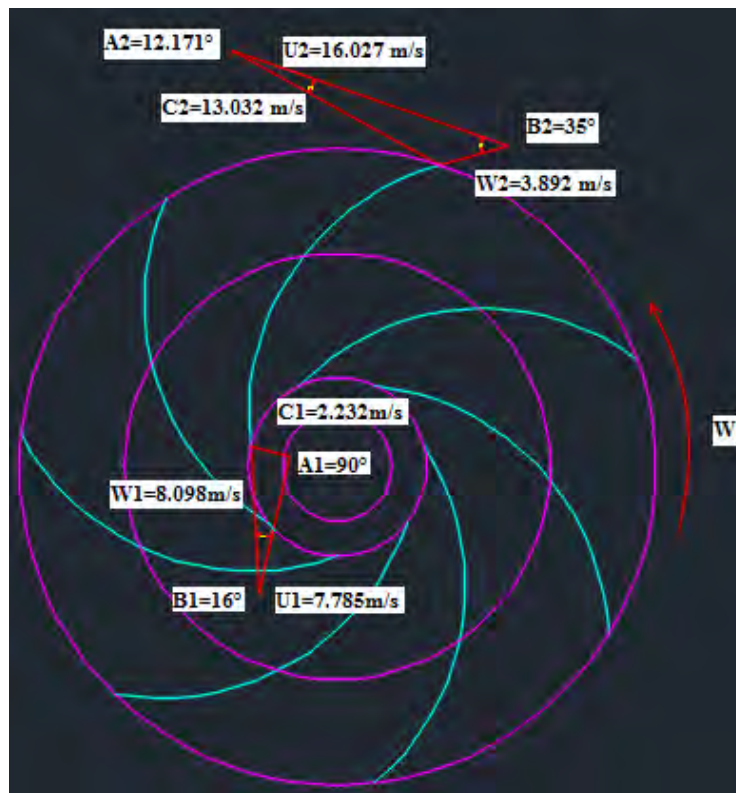 A2=12.171°
U2=16.027 m/s
C2=13.032 m/s
B2=35°
W2=3.892 m/s
C1=2.232m/s
W
A1=90°
W1=8.098m/s
B1=16°
U1=7.785m/s